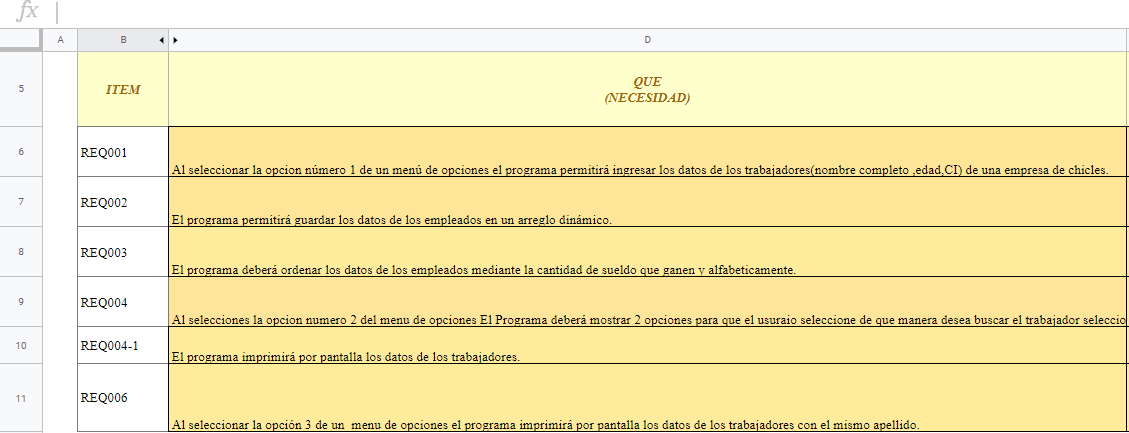 fx
A B D
5 ITEM QUE
(NECESIDAD)
6 REQ001 Al seleccionar la opcion número 1 de un menú de opciones el programa permitirá ingresar los datos de los trabajadores(nombre completo ,edad,CI) de una empresa de chicles.
7 REQ002 El programa permitirá guardar los datos de los empleados en un arreglo dinámico.
8 REQ003 El programa deberá ordenar los datos de los empleados mediante la cantidad de sueldo que ganen y alfabeticamente.
9 REQ004 Al selecciones la opcion numero 2 del menu de opciones El Programa deberá mostrar 2 opciones para que el usuraio seleccione de que manera desea buscar el trabajador seleccio
10 REQ004-1 El programa imprimirá por pantalla los datos de los trabajadores.
11 REQ006 Al seleccionar la opción 3 de un menu de opciones el programa imprimirá por pantalla los datos de los trabajadores con el mismo apellído.